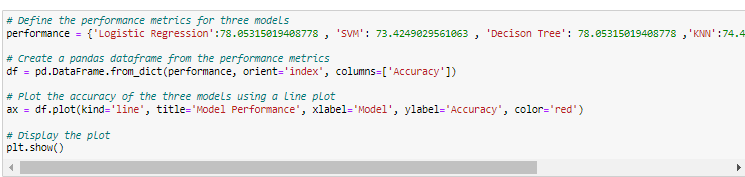 # Define the performance metrics for three models
performance = {'Logistic Regression':78.05315019408778 , 'SVM': 73.4249029561063 , 'Decison Tree': 78.05315019408778 ,'KNN':74.4
# Create a pandas dataframe from the performance metrics
df = pd.DataFrame.from_dict(performance, orient='index', columns=['Accuracy'])
# Plot the accuracy of the three models using a line plot
ax = df.plot(kind='line', title='Model Performance', xlabel='Model', ylabel='Accuracy', color='red')
# Display the plot
plt.show()